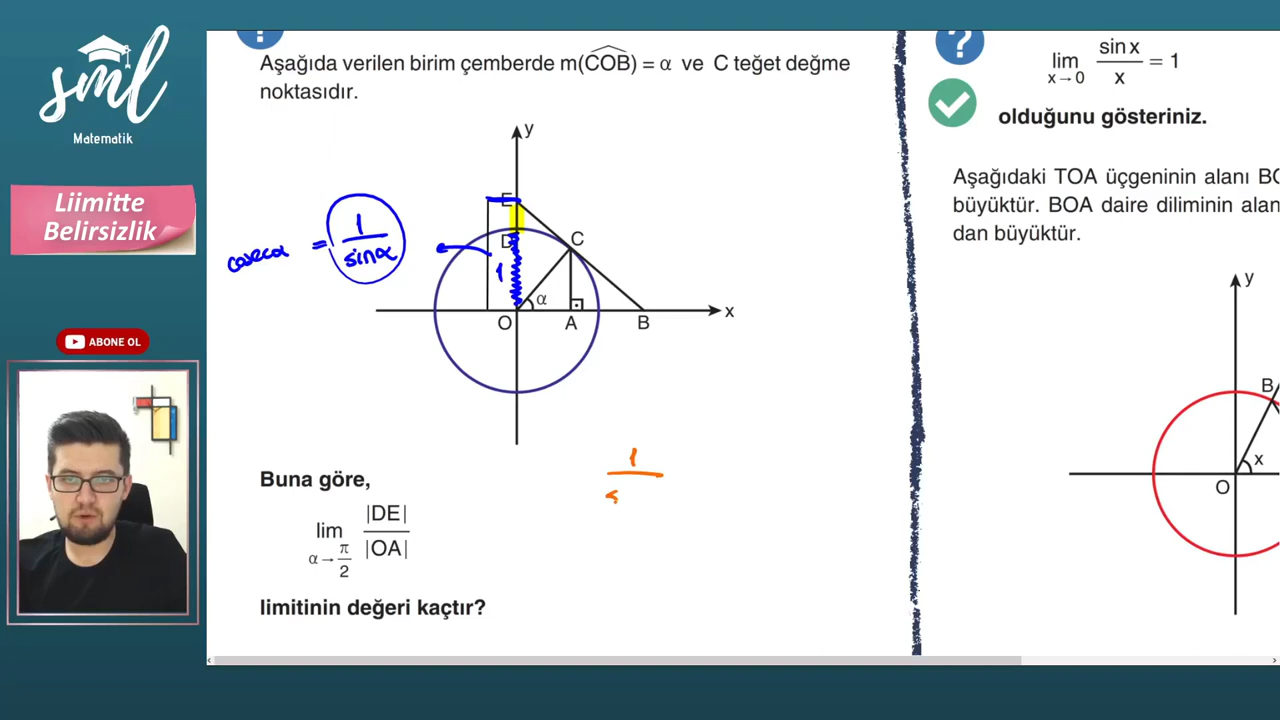 sml
Matematik
Liimitte
Belirsizlik
ABONE OL
?
Aşağıda verilen birim çemberde m(COB) = α ve C teğet değme
noktasıdır.
y
E
D
C
coseca = 1/sinα
1
α
O
A
B
x
1
s
Buna göre,
lim α→π/2 |DE|/|OA|
limitinin değeri kaçtır?
?
lim x→0 sin x/x = 1
olduğunu gösteriniz.
Aşağıdaki TOA üçgeninin alanı BO
büyüktür. BOA daire diliminin alan
dan büyüktür.
y
B
x
O